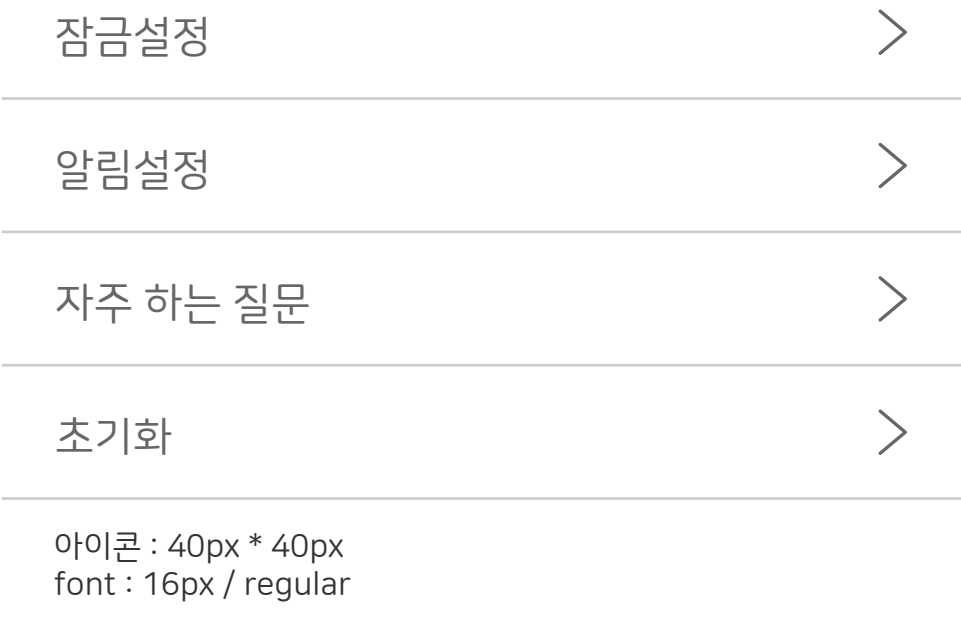 잠금설정
알림설정
자주 하는 질문
초기화
아이콘 : 40px * 40px
font : 16px / regular